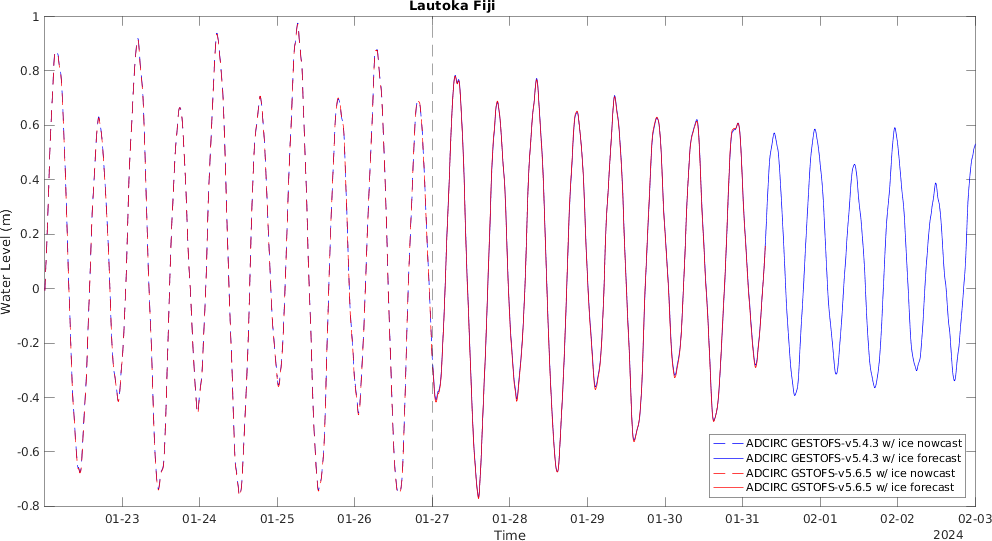 Lautoka Fiji
1
0.8
0.6
0.4
0.2
0
-0.2
-0.4
-0.6
-0.8
Water Level (m)
01-23 01-24 01-25 01-26 01-27 01-28 01-29 01-30 01-31 02-01 02-02 02-03
Time
2024
ADCIRC GESTOFS-v5.4.3 w/ ice nowcast
ADCIRC GESTOFS-v5.4.3 w/ ice forecast
ADCIRC GSTOFS-v5.6.5 w/ ice nowcast
ADCIRC GSTOFS-v5.6.5 w/ ice forecast